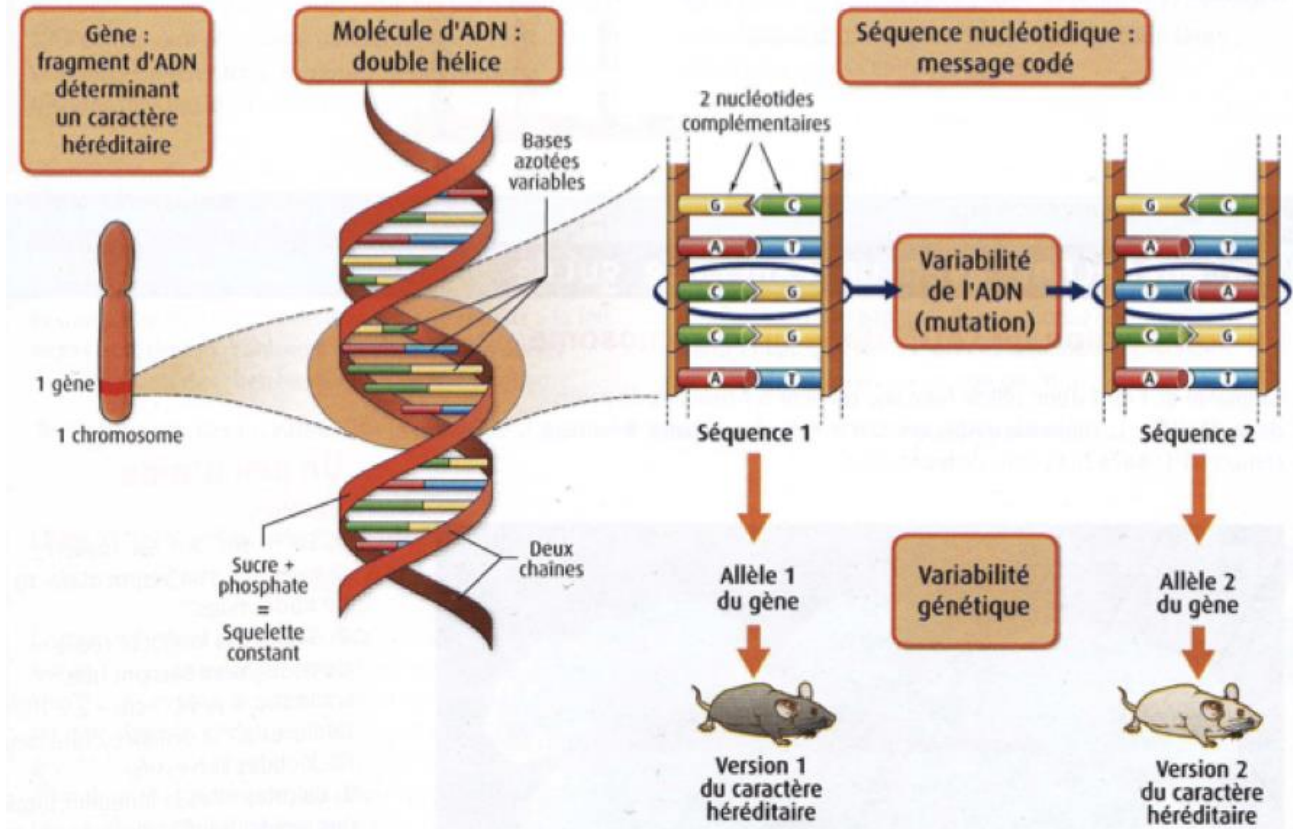 Gène :
fragment d'ADN
déterminant
un caractère
héréditaire
Molécule d'ADN :
double hélice
Séquence nucléotidique :
message codé
2 nucléotides
complémentaires
Bases
azotées
variables
1 gène
1 chromosome
Sucre +
phosphate
=
Squelette
constant
Deux
chaînes
G C
A T
C G
C G
A T
Séquence 1
Variabilité
de l'ADN
(mutation)
G C
A T
T A
C G
A T
Séquence 2
Allèle 1
du gène
Variabilité
génétique
Allèle 2
du gène
Version 1
du caractère
héréditaire
Version 2
du caractère
héréditaire